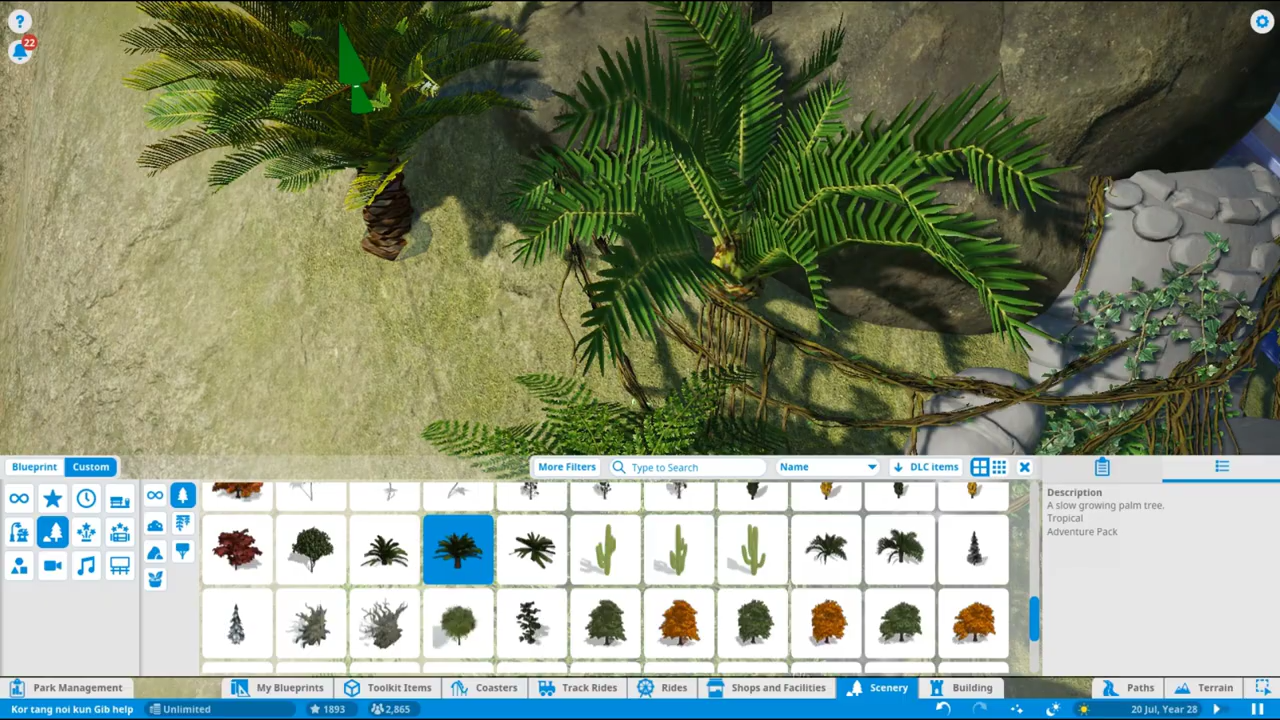 ?
22
Blueprint Custom More Filters Type to Search Name DLC items
Description
A slow growing palm tree.
Tropical
Adventure Pack
Park Management My Blueprints Toolkit Items Coasters Track Rides Rides Shops and Facilities Scenery Building Paths Terrain
Kor tang noi kun Gib help Unlimited 1893 2,865 20 Jul, Year 28